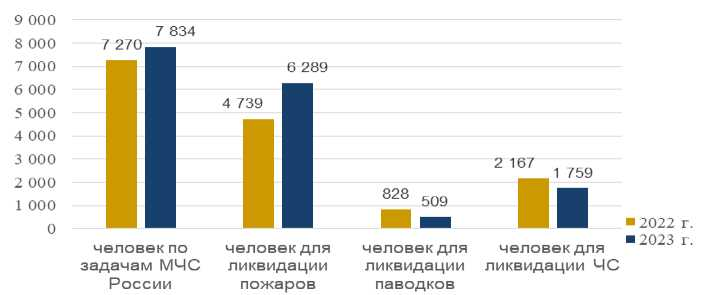 9 000
8 000
7 000
6 000
5 000
4 000
3 000
2 000
1 000
0
7 270
7 834
4 739
6 289
828
509
2 167
1 759
человек по
задачам МЧС
России
человек для
ликвидации
пожаров
человек для
ликвидации
паводков
человек для
ликвидации ЧС
2022 г.
2023 г.